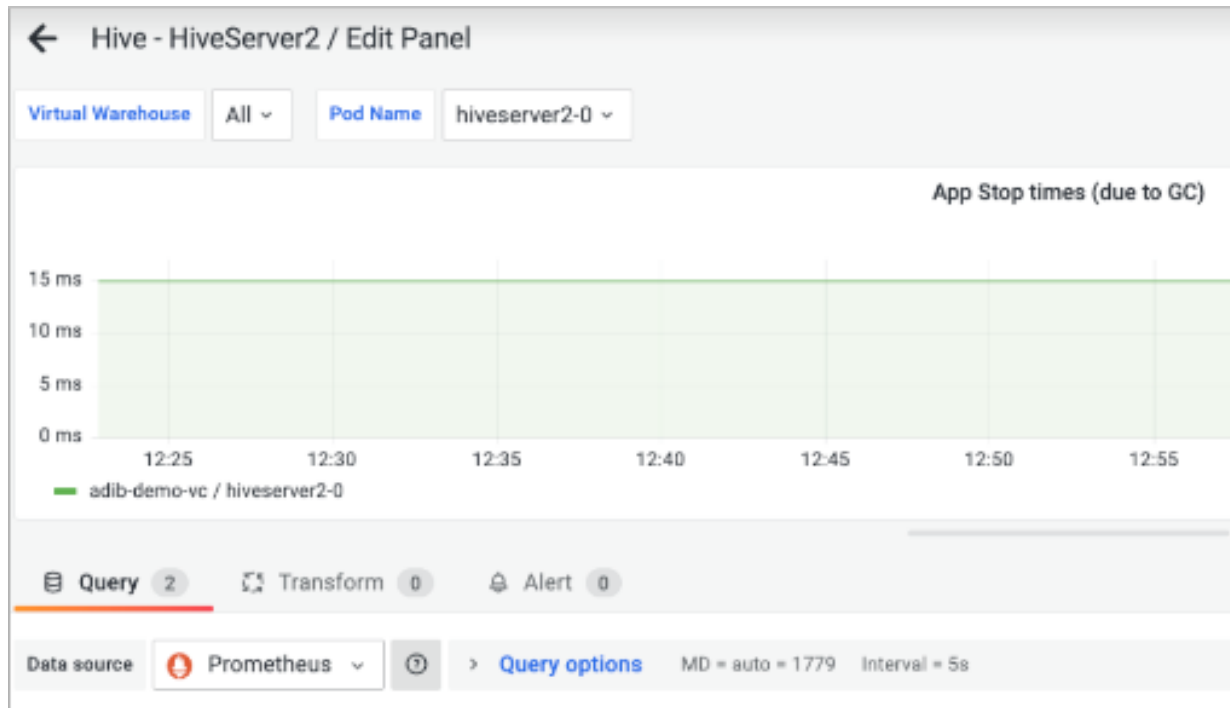 Hive - HiveServer2 / Edit Panel
Virtual Warehouse All Pod Name hiveserver2-0
App Stop times (due to GC)
15 ms
10 ms
5 ms
0 ms
12:25 12:30 12:35 12:40 12:45 12:50 12:55
adib-demo-vc / hiveserver2-0
Query 2 Transform 0 Alert 0
Data source Prometheus Query options MD = auto = 1779 Interval = 5s